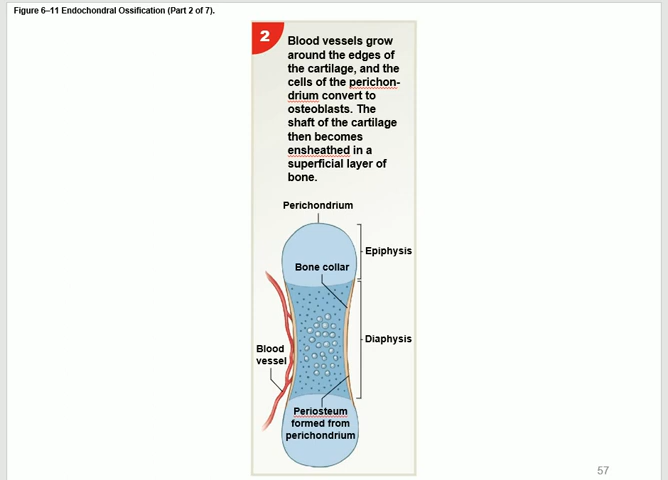 Figure 6–11 Endochondral Ossification (Part 2 of 7).
2
Blood vessels grow
around the edges of
the cartilage, and the
cells of the perichon-
drium convert to
osteoblasts. The
shaft of the cartilage
then becomes
ensheathed in a
superficial layer of
bone.
Perichondrium
Epiphysis
Bone collar
Diaphysis
Blood
vessel
Periosteum
formed from
perichondrium
57